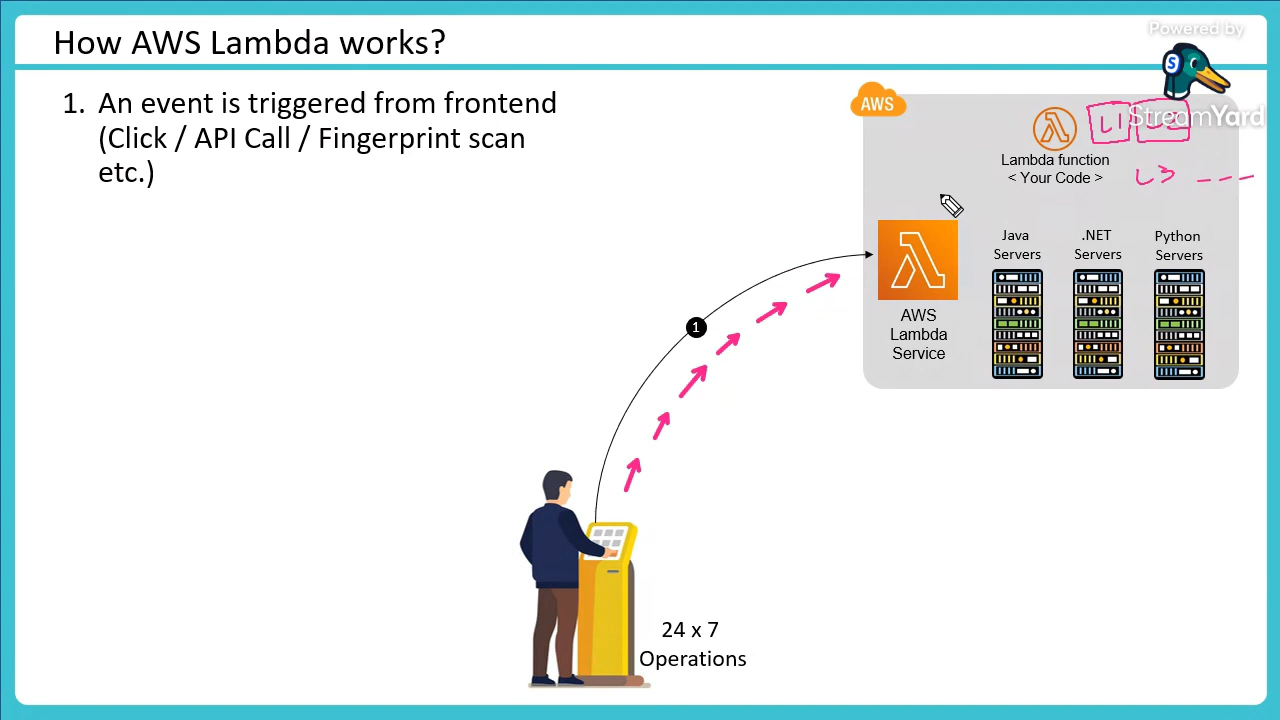 How AWS Lambda works?
Powered by
S
StreamYard
1. An event is triggered from frontend
(Click / API Call / Fingerprint scan
etc.)
AWS
L1 L2
Lambda function
< Your Code >
L3 ---
Java
Servers
.NET
Servers
Python
Servers
AWS
Lambda
Service
1
24 x 7
Operations